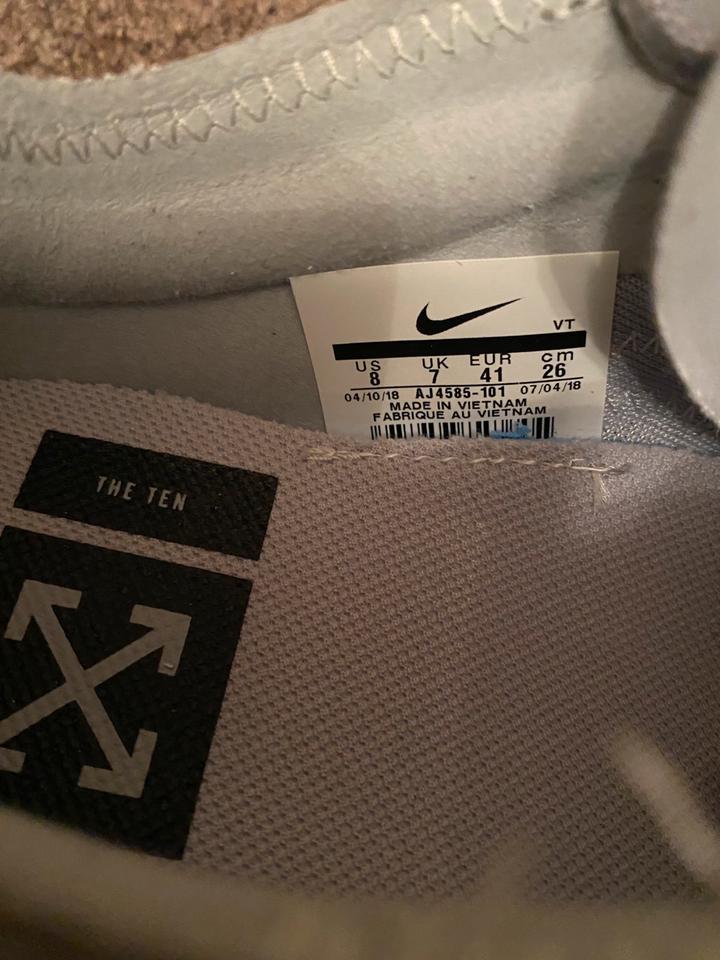 VT
US UK EUR cm
8 7 41 26
04/10/18 AJ4585-101 07/04/18
MADE IN VIETNAM
FABRIQUE AU VIETNAM
THE TEN